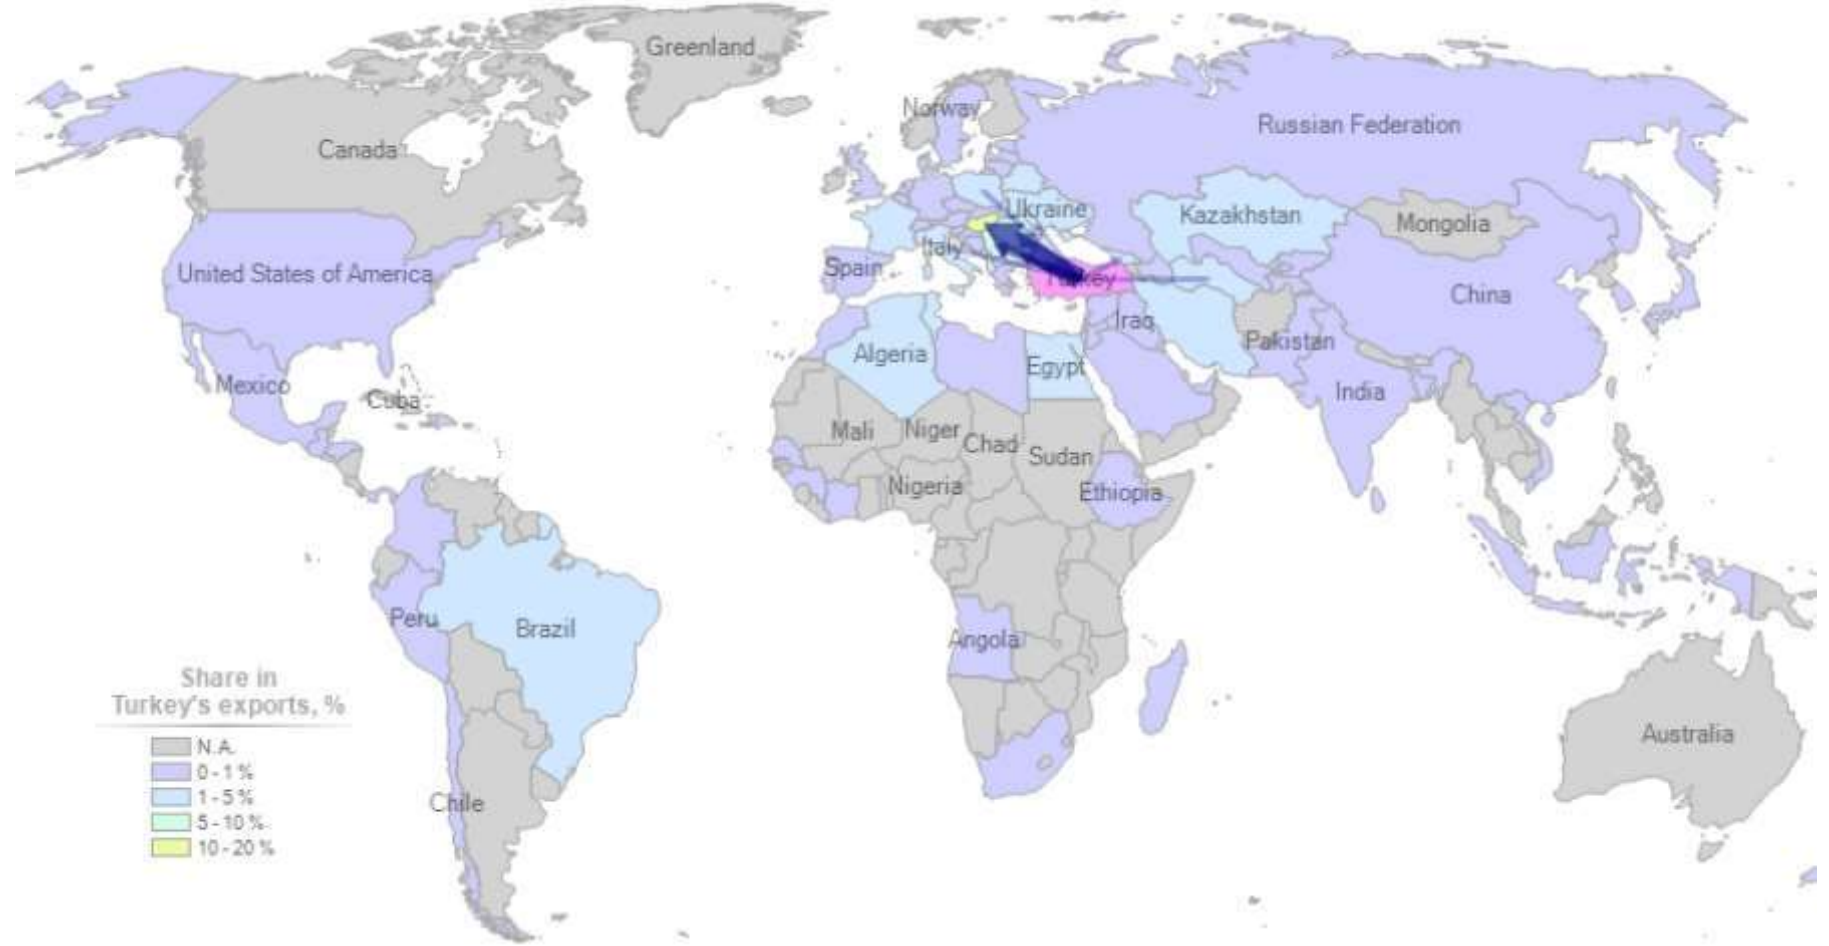 Greenland
Norway
Russian Federation
Canada
Ukraine
Kazakhstan
Mongolia
Italy
Spain
United States of America
Turkey
China
Iraq
Pakistan
Algeria
Egypt
Mexico
India
Cuba
Mali
Niger
Chad
Sudan
Nigeria
Ethiopia
Peru
Brazil
Angola
Share in
Turkey's exports, %
N.A.
0 - 1 %
1 - 5 %
5 - 10 %
10 - 20 %
Chile
Australia